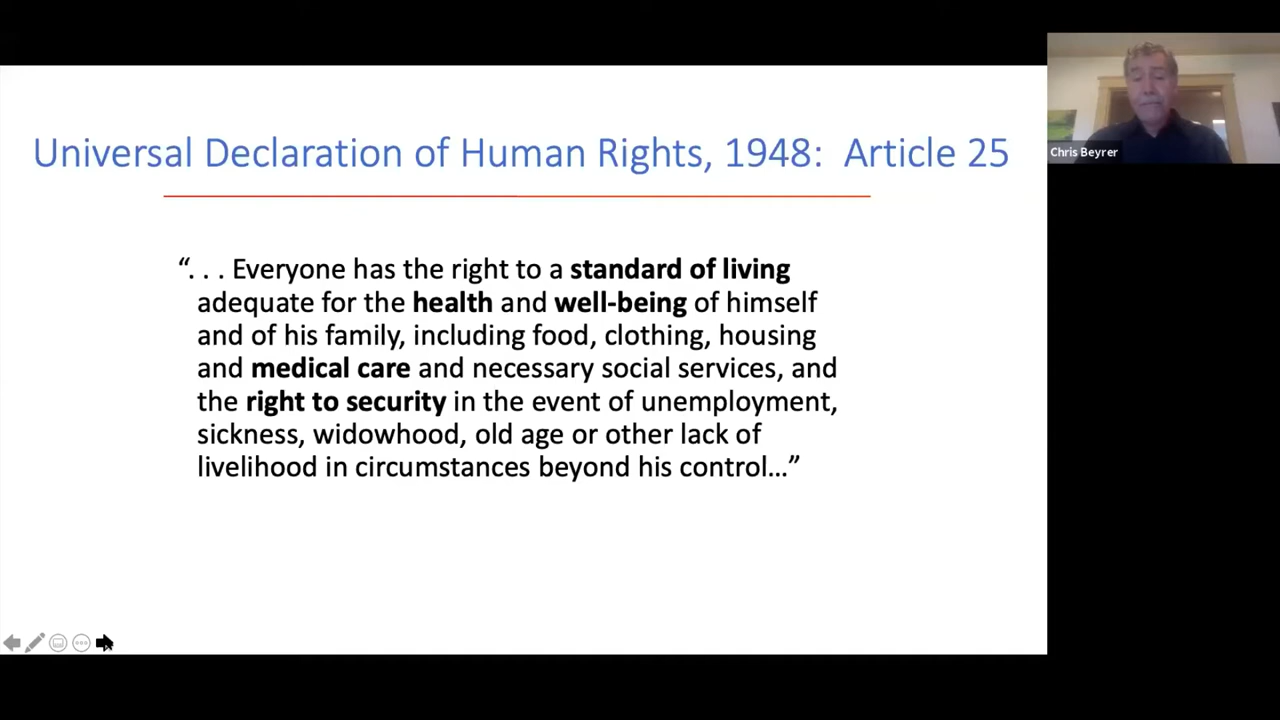 Universal Declaration of Human Rights, 1948: Article 25
“. . . Everyone has the right to a standard of living
adequate for the health and well-being of himself
and of his family, including food, clothing, housing
and medical care and necessary social services, and
the right to security in the event of unemployment,
sickness, widowhood, old age or other lack of
livelihood in circumstances beyond his control...”
Chris Beyrer